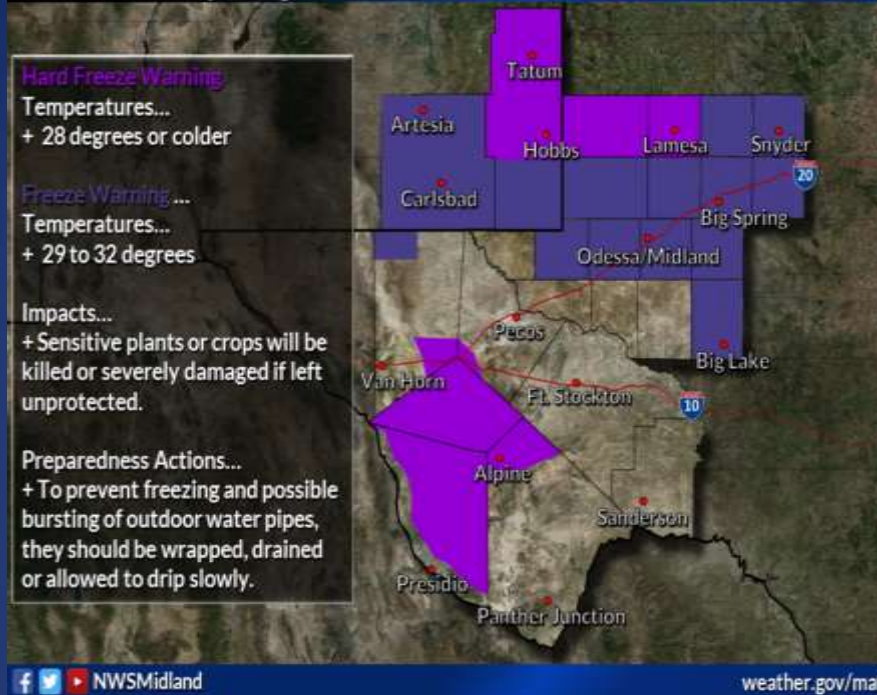 Hard Freeze Warning
Temperatures...
+ 28 degrees or colder
Freeze Warning ...
Temperatures...
+ 29 to 32 degrees
Impacts...
+ Sensitive plants or crops will be
killed or severely damaged if left
unprotected.
Preparedness Actions...
+ To prevent freezing and possible
bursting of outdoor water pipes,
they should be wrapped, drained
or allowed to drip slowly.
Tatum
Artesia
Hobbs
Lamesa
Snyder
20
Carlsbad
Big Spring
Odessa/Midland
Pecos
Big Lake
Van Horn
Ft. Stockton
10
Alpine
Sanderson
Presidio
Panther Junction
NWSMidland
weather.gov/ma